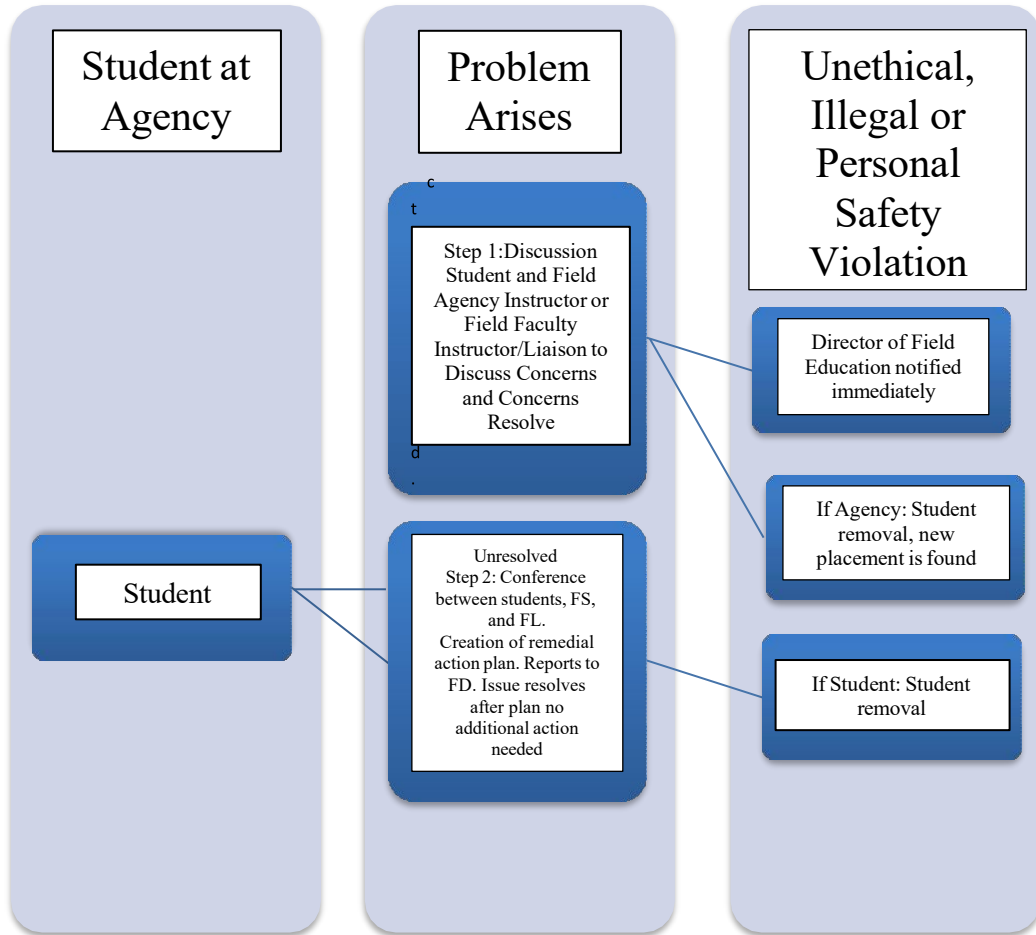 Student at
Agency
Problem
Arises
Unethical,
Illegal or
Personal
Safety
Violation
c
t
Step 1:Discussion
Student and Field
Agency Instructor or
Field Faculty
Instructor/Liaison to
Discuss Concerns
and Concerns
Resolve
d
.
Director of Field
Education notified
immediately
If Agency: Student
removal, new
placement is found
Student
Unresolved
Step 2: Conference
between students, FS,
and FL.
Creation of remedial
action plan. Reports to
FD. Issue resolves
after plan no
additional action
needed
If Student: Student
removal